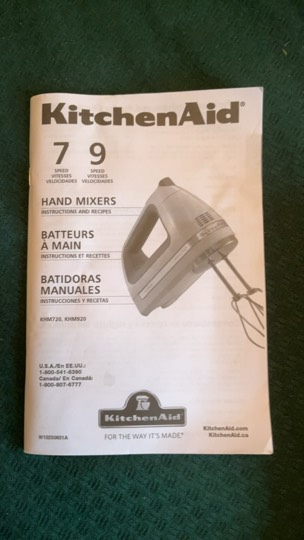 KitchenAid®
7 9
SPEED SPEED
VITESSES VITESSES
VELOCIDADES VELOCIDADES
HAND MIXERS
INSTRUCTIONS AND RECIPES
BATTEURS
À MAIN
INSTRUCTIONS ET RECETTES
BATIDORAS
MANUALES
INSTRUCCIONES Y RECETAS
KHM720, KHM920
U.S.A./En EE.UU.:
1-800-541-6390
Canada/ En Canadá:
1-800-807-6777
KitchenAid
FOR THE WAY IT'S MADE.®
KitchenAid.com
KitchenAid.ca